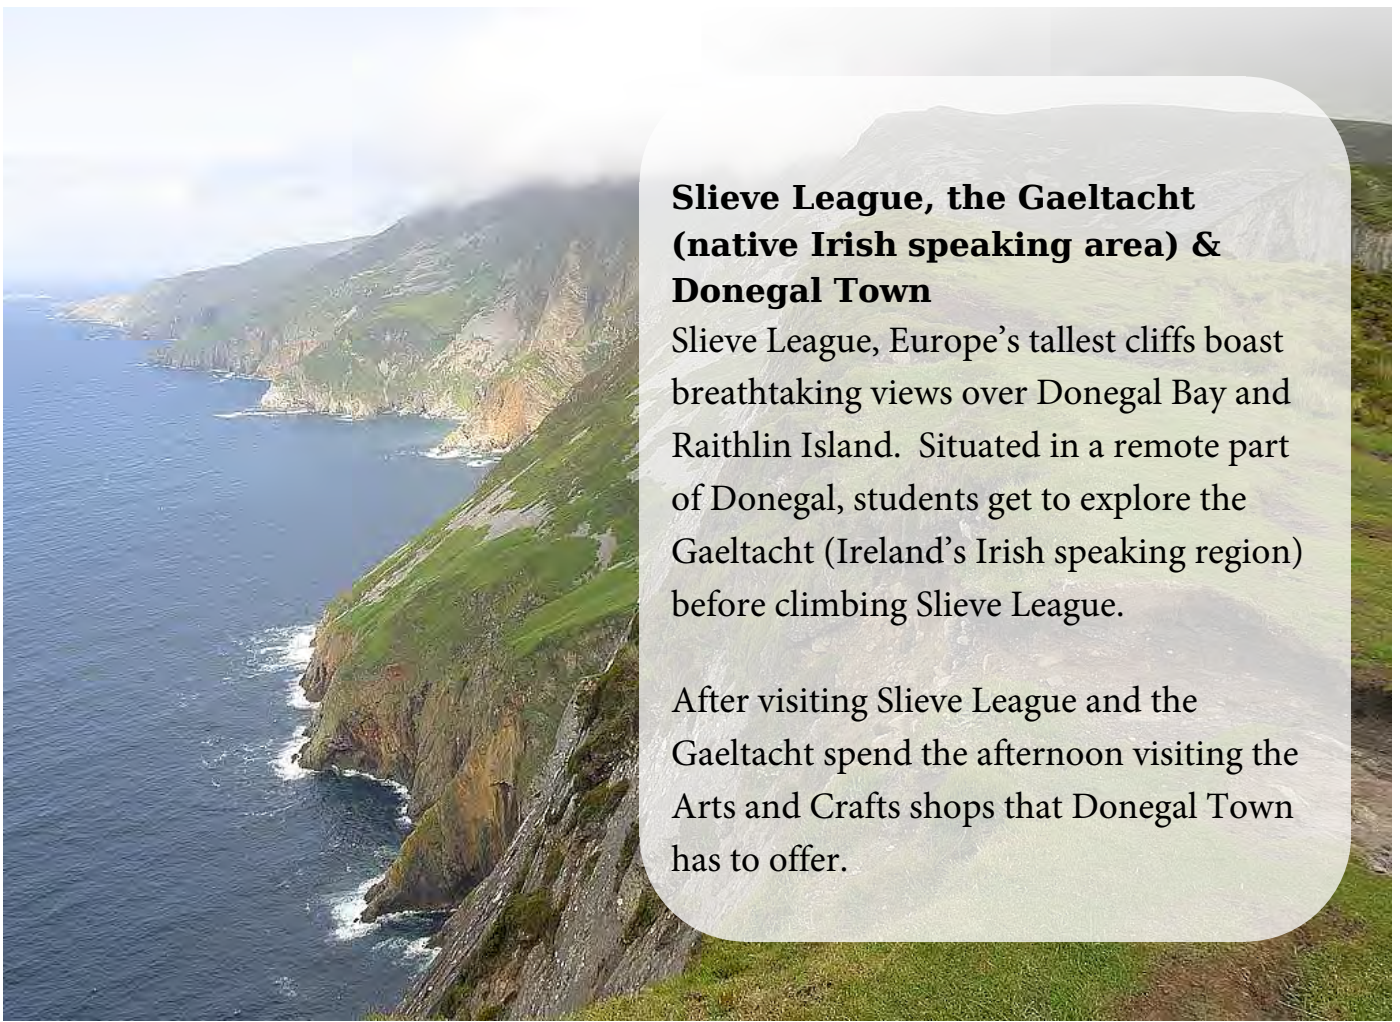 Slieve League, the Gaeltacht
(native Irish speaking area) &
Donegal Town
Slieve League, Europe’s tallest cliffs boast
breathtaking views over Donegal Bay and
Raithlin Island.  Situated in a remote part
of Donegal, students get to explore the
Gaeltacht (Ireland’s Irish speaking region)
before climbing Slieve League.
After visiting Slieve League and the
Gaeltacht spend the afternoon visiting the
Arts and Crafts shops that Donegal Town
has to offer.